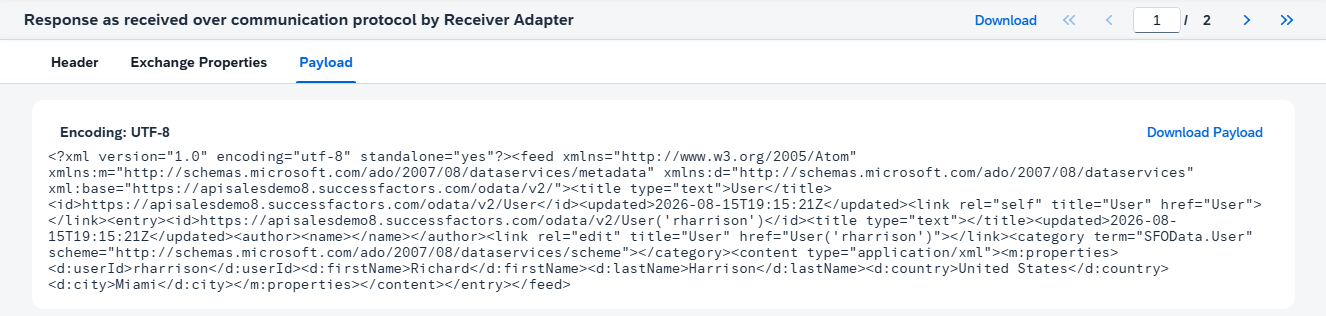 Response as received over communication protocol by Receiver Adapter
Download 1 / 2
Header Exchange Properties Payload
Encoding: UTF-8 Download Payload
<?xml version="1.0" encoding="utf-8" standalone="yes"?><feed xmlns="http://www.w3.org/2005/Atom"
xmlns:m="http://schemas.microsoft.com/ado/2007/08/dataservices/metadata" xmlns:d="http://schemas.microsoft.com/ado/2007/08/dataservices"
xml:base="https://apisalesdemo8.successfactors.com/odata/v2/"><title type="text">User</title>
<id>https://apisalesdemo8.successfactors.com/odata/v2/User</id><updated>2026-08-15T19:15:21Z</updated><link rel="self" title="User" href="User">
</link><entry><id>https://apisalesdemo8.successfactors.com/odata/v2/User('rharrison')</id><title type="text"></title><updated>2026-08-
15T19:15:21Z</updated><author><name></name></author><link rel="edit" title="User" href="User('rharrison')"></link><category term="SFOData.User"
scheme="http://schemas.microsoft.com/ado/2007/08/dataservices/scheme"></category><content type="application/xml"><m:properties>
<d:userId>rharrison</d:userId><d:firstName>Richard</d:firstName><d:lastName>Harrison</d:lastName><d:country>United States</d:country>
<d:city>Miami</d:city></m:properties></content></entry></feed>